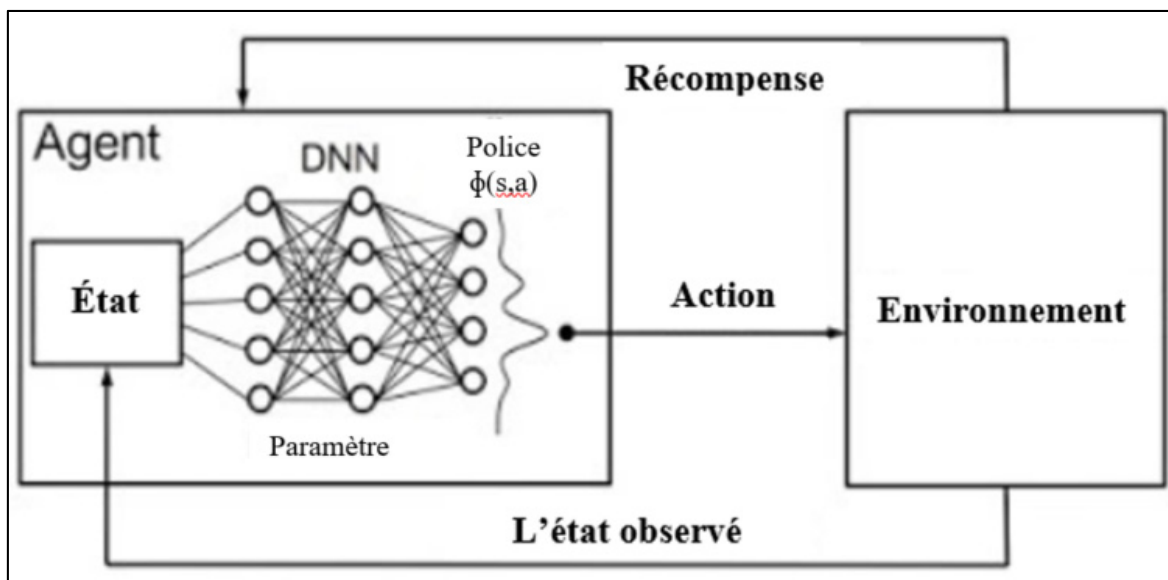 Récompense
Agent
DNN
Police
ϕ(s,a)
État
Action
Environnement
Paramètre
L'état observé